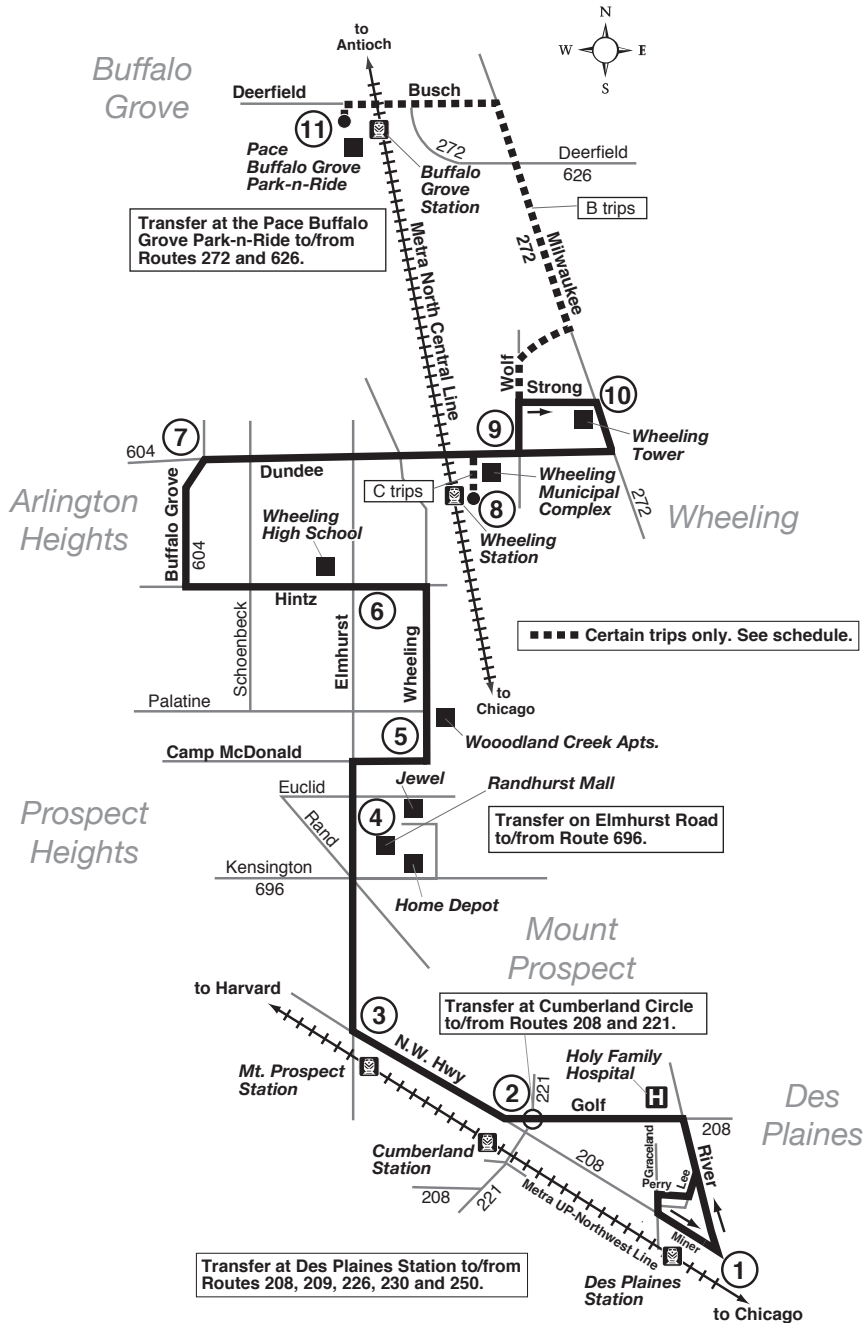 N
W
E
S
to
Antioch
Buffalo
Grove
Deerfield
Busch
11
Pace
Buffalo Grove
Park-n-Ride
272
Deerfield
626
Buffalo
Grove
Station
B trips
Transfer at the Pace Buffalo
Grove Park-n-Ride to/from
Routes 272 and 626.
Metra North Central Line
272
Milwaukee
Wolf
Strong
10
9
7
604
Dundee
Wheeling
Tower
C trips
8
Wheeling
Municipal
Complex
272
Wheeling
Arlington
Heights
Buffalo Grove
604
Wheeling
High School
Wheeling
Station
Hintz
6
Schoenbeck
Elmhurst
Wheeling
Certain trips only. See schedule.
Palatine
to
Chicago
5
Wooodland Creek Apts.
Camp McDonald
Jewel
Randhurst Mall
Euclid
Prospect
Heights
Rand
4
Transfer on Elmhurst Road
to/from Route 696.
Kensington
696
Home Depot
Mount
Prospect
to Harvard
3
Transfer at Cumberland Circle
to/from Routes 208 and 221.
N.W. Hwy
Mt. Prospect
Station
2
221
Golf
Holy Family
Hospital
H
208
Des
Plaines
Cumberland
Station
208
Graceland
Perry
Lee
River
208
221
Metra UP-Northwest Line
Miner
1
Transfer at Des Plaines Station to/from
Routes 208, 209, 226, 230 and 250.
Des Plaines
Station
to Chicago